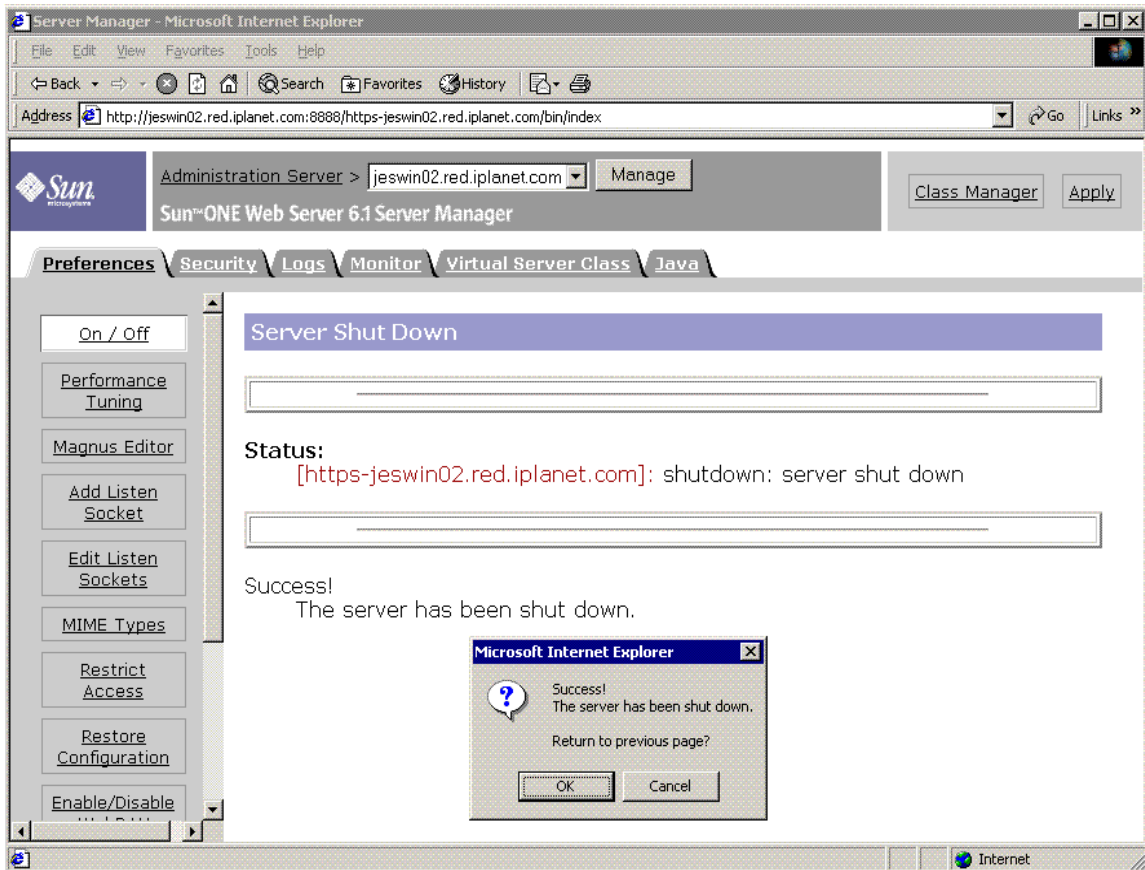 Server Manager - Microsoft Internet Explorer
File Edit View Favorites Tools Help
Back Search Favorites History
Address http://jeswin02.red.iplanet.com:8888/https-jeswin02.red.iplanet.com/bin/index Go Links »
Sun
microsystems
Administration Server > jeswin02.red.iplanet.com Manage
Sun™ONE Web Server 6.1 Server Manager
Class Manager Apply
Preferences Security Logs Monitor Virtual Server Class Java
On / Off
Performance
Tuning
Magnus Editor
Add Listen
Socket
Edit Listen
Sockets
MIME Types
Restrict
Access
Restore
Configuration
Enable/Disable
Server Shut Down
Status:
[https-jeswin02.red.iplanet.com]: shutdown: server shut down
Success!
The server has been shut down.
Microsoft Internet Explorer
Success!
The server has been shut down.
Return to previous page?
OK Cancel
Internet